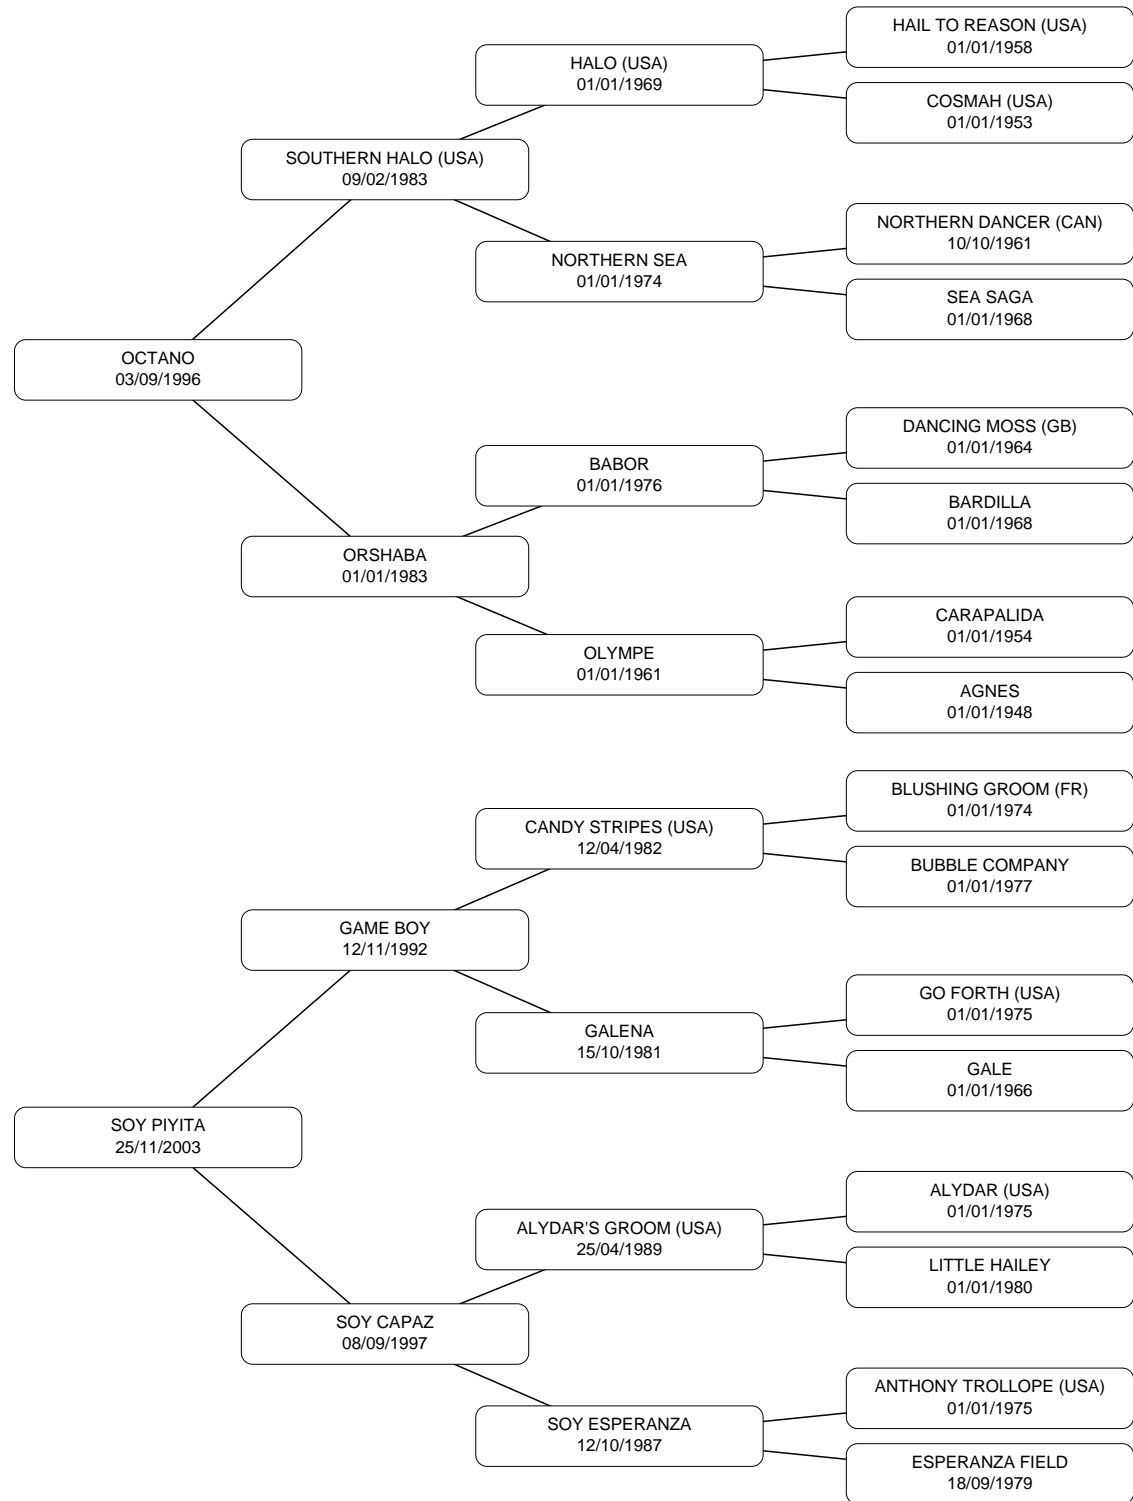 HAIL TO REASON (USA)
01/01/1958
HALO (USA)
01/01/1969
COSMAH (USA)
01/01/1953
SOUTHERN HALO (USA)
09/02/1983
NORTHERN DANCER (CAN)
10/10/1961
NORTHERN SEA
01/01/1974
SEA SAGA
01/01/1968
OCTANO
03/09/1996
DANCING MOSS (GB)
01/01/1964
BABOR
01/01/1976
BARDILLA
01/01/1968
ORSHABA
01/01/1983
CARAPALIDA
01/01/1954
OLYMPE
01/01/1961
AGNES
01/01/1948
BLUSHING GROOM (FR)
01/01/1974
CANDY STRIPES (USA)
12/04/1982
BUBBLE COMPANY
01/01/1977
GAME BOY
12/11/1992
GO FORTH (USA)
01/01/1975
GALENA
15/10/1981
GALE
01/01/1966
SOY PIYITA
25/11/2003
ALYDAR (USA)
01/01/1975
ALYDAR'S GROOM (USA)
25/04/1989
LITTLE HAILEY
01/01/1980
SOY CAPAZ
08/09/1997
ANTHONY TROLLOPE (USA)
01/01/1975
SOY ESPERANZA
12/10/1987
ESPERANZA FIELD
18/09/1979